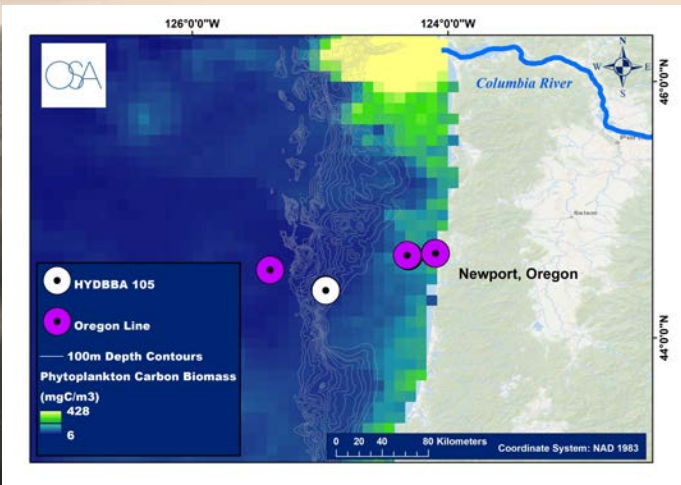 126°0'0"W
124°0'0"W
OSA
N
W
E
S
Columbia River
46°0'0"N
Newport, Oregon
HYDBBA 105
Oregon Line
100m Depth Contours
Phytoplankton Carbon Biomass
(mgC/m3)
428
6
44°0'0"N
0 20 40 80 Kilometers
Coordinate System: NAD 1983